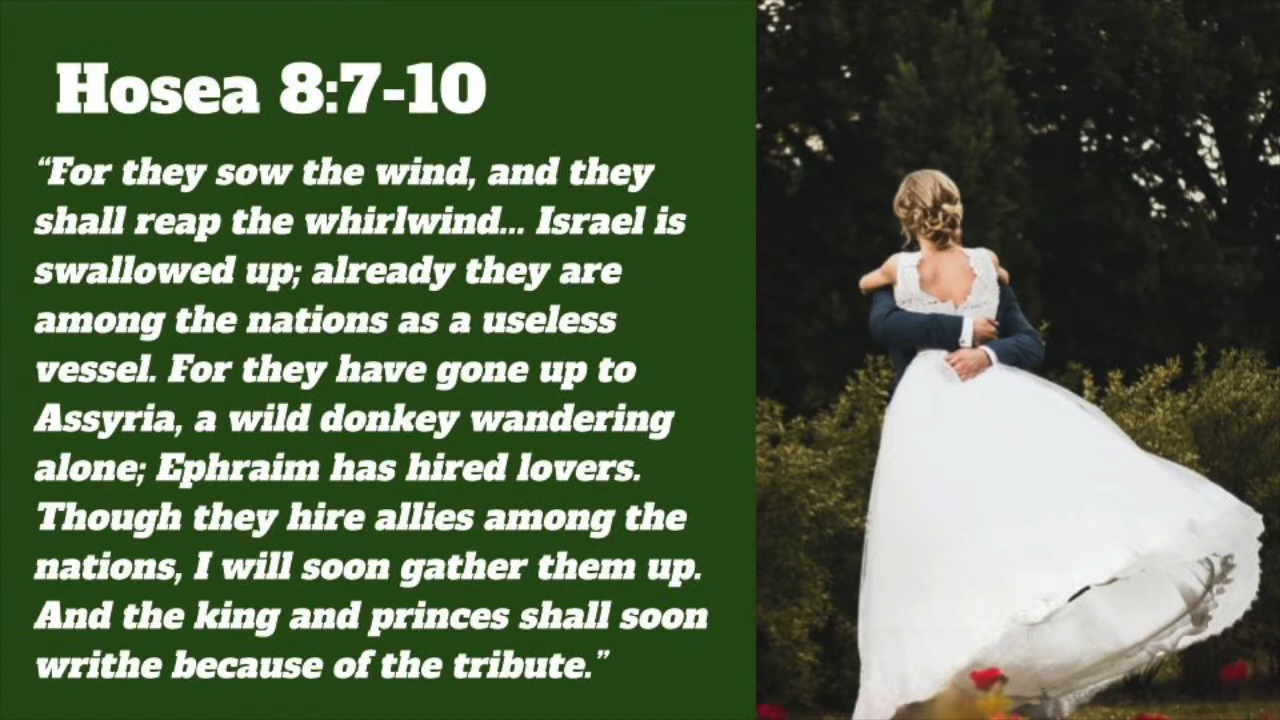 Hosea 8:7-10
“For they sow the wind, and they
shall reap the whirlwind... Israel is
swallowed up; already they are
among the nations as a useless
vessel. For they have gone up to
Assyria, a wild donkey wandering
alone; Ephraim has hired lovers.
Though they hire allies among the
nations, I will soon gather them up.
And the king and princes shall soon
writhe because of the tribute.”